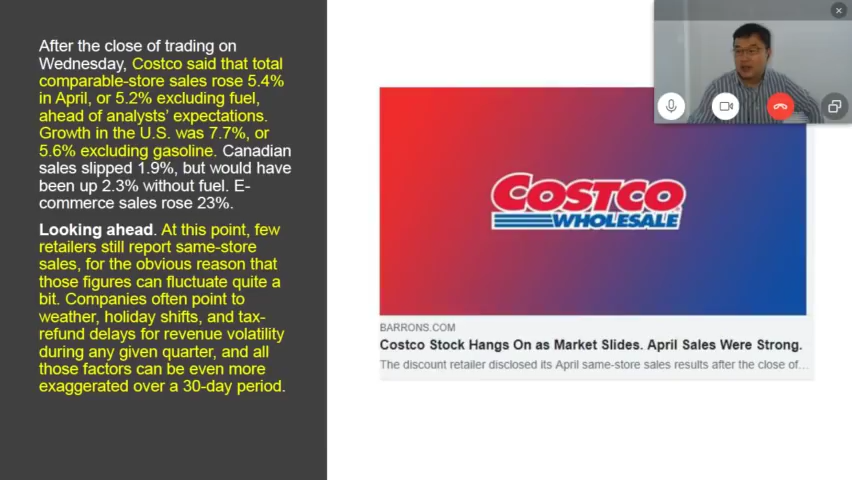 After the close of trading on
Wednesday, Costco said that total
comparable-store sales rose 5.4%
in April, or 5.2% excluding fuel,
ahead of analysts' expectations.
Growth in the U.S. was 7.7%, or
5.6% excluding gasoline. Canadian
sales slipped 1.9%, but would have
been up 2.3% without fuel. E-
commerce sales rose 23%.
Looking ahead. At this point, few
retailers still report same-store
sales, for the obvious reason that
those figures can fluctuate quite a
bit. Companies often point to
weather, holiday shifts, and tax-
refund delays for revenue volatility
during any given quarter, and all
those factors can be even more
exaggerated over a 30-day period.
COSTCO
WHOLESALE
BARRONS.COM
Costco Stock Hangs On as Market Slides. April Sales Were Strong.
The discount retailer disclosed its April same-store sales results after the close of...